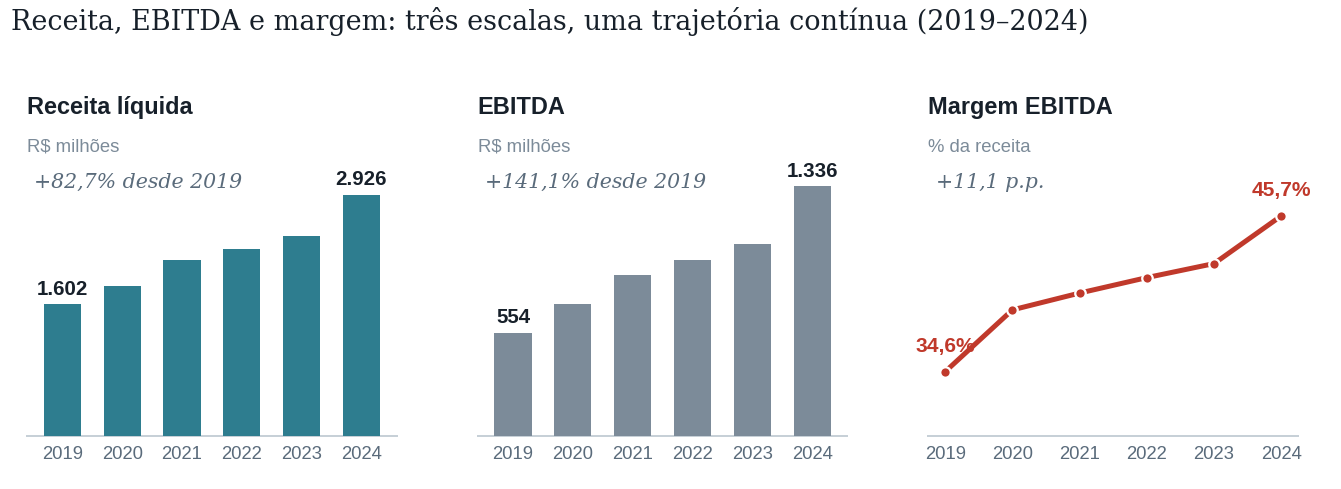 Receita, EBITDA e margem: três escalas, uma trajetória contínua (2019–2024)
Receita líquida
R$ milhões
+82,7% desde 2019
2.926
1.602
2019 2020 2021 2022 2023 2024
EBITDA
R$ milhões
+141,1% desde 2019
1.336
554
2019 2020 2021 2022 2023 2024
Margem EBITDA
% da receita
+11,1 p.p.
45,7%
34,6%
2019 2020 2021 2022 2023 2024